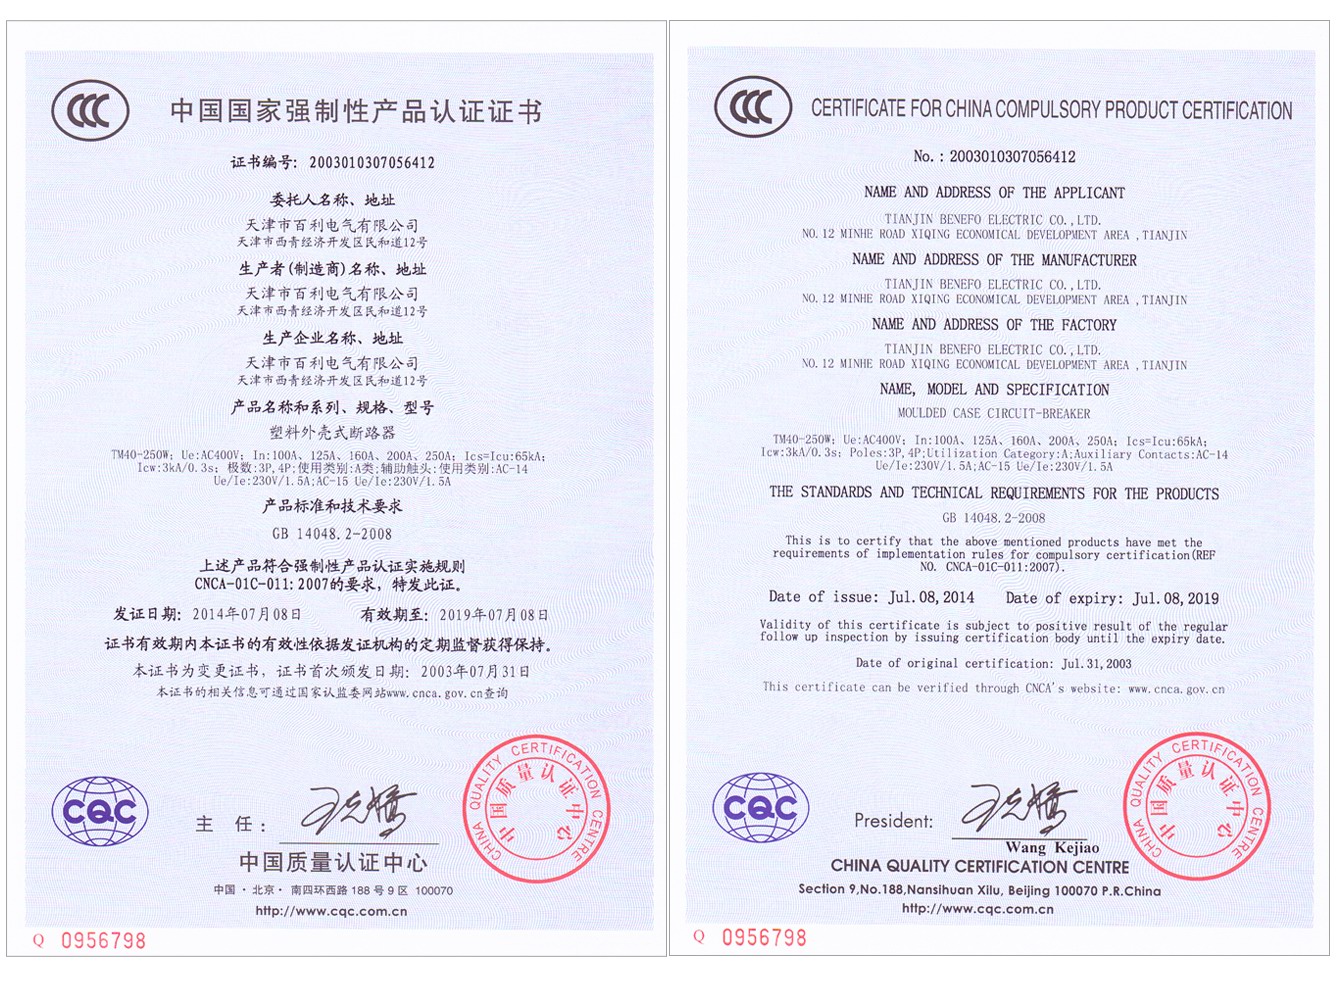 CCC
中国国家强制性产品认证证书
证书编号: 2003010307056412
委托人名称、地址
天津市百利电气有限公司
天津市西青经济开发区民和道12号
生产者(制造商)名称、地址
天津市百利电气有限公司
天津市西青经济开发区民和道12号
生产企业名称、地址
天津市百利电气有限公司
天津市西青经济开发区民和道12号
产品名称和系列、规格、型号
塑料外壳式断路器
TM40-250W; Ue:AC400V; In:100A、125A、160A、200A、250A; Ics=Icu:65kA;
Icw:3kA/0.3s; 极数:3P,4P;使用类别:A类;辅助触头:使用类别:AC-14
Ue/Ie:230V/1.5A;AC-15 Ue/Ie:230V/1.5A
产品标准和技术要求
GB 14048.2-2008
上述产品符合强制性产品认证实施规则
CNCA-01C-011:2007的要求，特发此证。
发证日期: 2014年07月08日 有效期至: 2019年07月08日
证书有效期内本证书的有效性依据发证机构的定期监督获得保持。
本证书为变更证书，证书首次颁发日期: 2003年07月31日
本证书的相关信息可通过国家认监委网站www.cnca.gov.cn查询
CQC
主 任:
CHINA QUALITY CERTIFICATION CENTRE
中国质量认证中心
中国质量认证中心
中国·北京·南四环西路188号9区 100070
http://www.cqc.com.cn
Q 0956798
CCC
CERTIFICATE FOR CHINA COMPULSORY PRODUCT CERTIFICATION
No.: 2003010307056412
NAME AND ADDRESS OF THE APPLICANT
TIANJIN BENEFO ELECTRIC CO.,LTD.
NO.12 MINHE ROAD XIQING ECONOMICAL DEVELOPMENT AREA ,TIANJIN
NAME AND ADDRESS OF THE MANUFACTURER
TIANJIN BENEFO ELECTRIC CO.,LTD.
NO.12 MINHE ROAD XIQING ECONOMICAL DEVELOPMENT AREA ,TIANJIN
NAME AND ADDRESS OF THE FACTORY
TIANJIN BENEFO ELECTRIC CO.,LTD.
NO.12 MINHE ROAD XIQING ECONOMICAL DEVELOPMENT AREA ,TIANJIN
NAME, MODEL AND SPECIFICATION
MOULDED CASE CIRCUIT-BREAKER
TM40-250W; Ue:AC400V; In:100A、125A、160A、200A、250A; Ics=Icu:65kA;
Icw:3kA/0.3s; Poles:3P,4P;Utilization Category:A;Auxiliary Contacts:AC-14
Ue/Ie:230V/1.5A;AC-15 Ue/Ie:230V/1.5A
THE STANDARDS AND TECHNICAL REQUIREMENTS FOR THE PRODUCTS
GB 14048.2-2008
This is to certify that the above mentioned products have met the
requirements of implementation rules for compulsory certification(REF
NO. CNCA-01C-011:2007).
Date of issue: Jul.08,2014 Date of expiry: Jul.08,2019
Validity of this certificate is subject to positive result of the regular
follow up inspection by issuing certification body until the expiry date.
Date of original certification: Jul.31,2003
This certificate can be verified through CNCA's website: www.cnca.gov.cn
CQC
President:
Wang Kejiao
CHINA QUALITY CERTIFICATION CENTRE
中国质量认证中心
CHINA QUALITY CERTIFICATION CENTRE
Section 9,No.188,Nansihuan Xilu, Beijing 100070 P.R.China
http://www.cqc.com.cn
Q 0956798